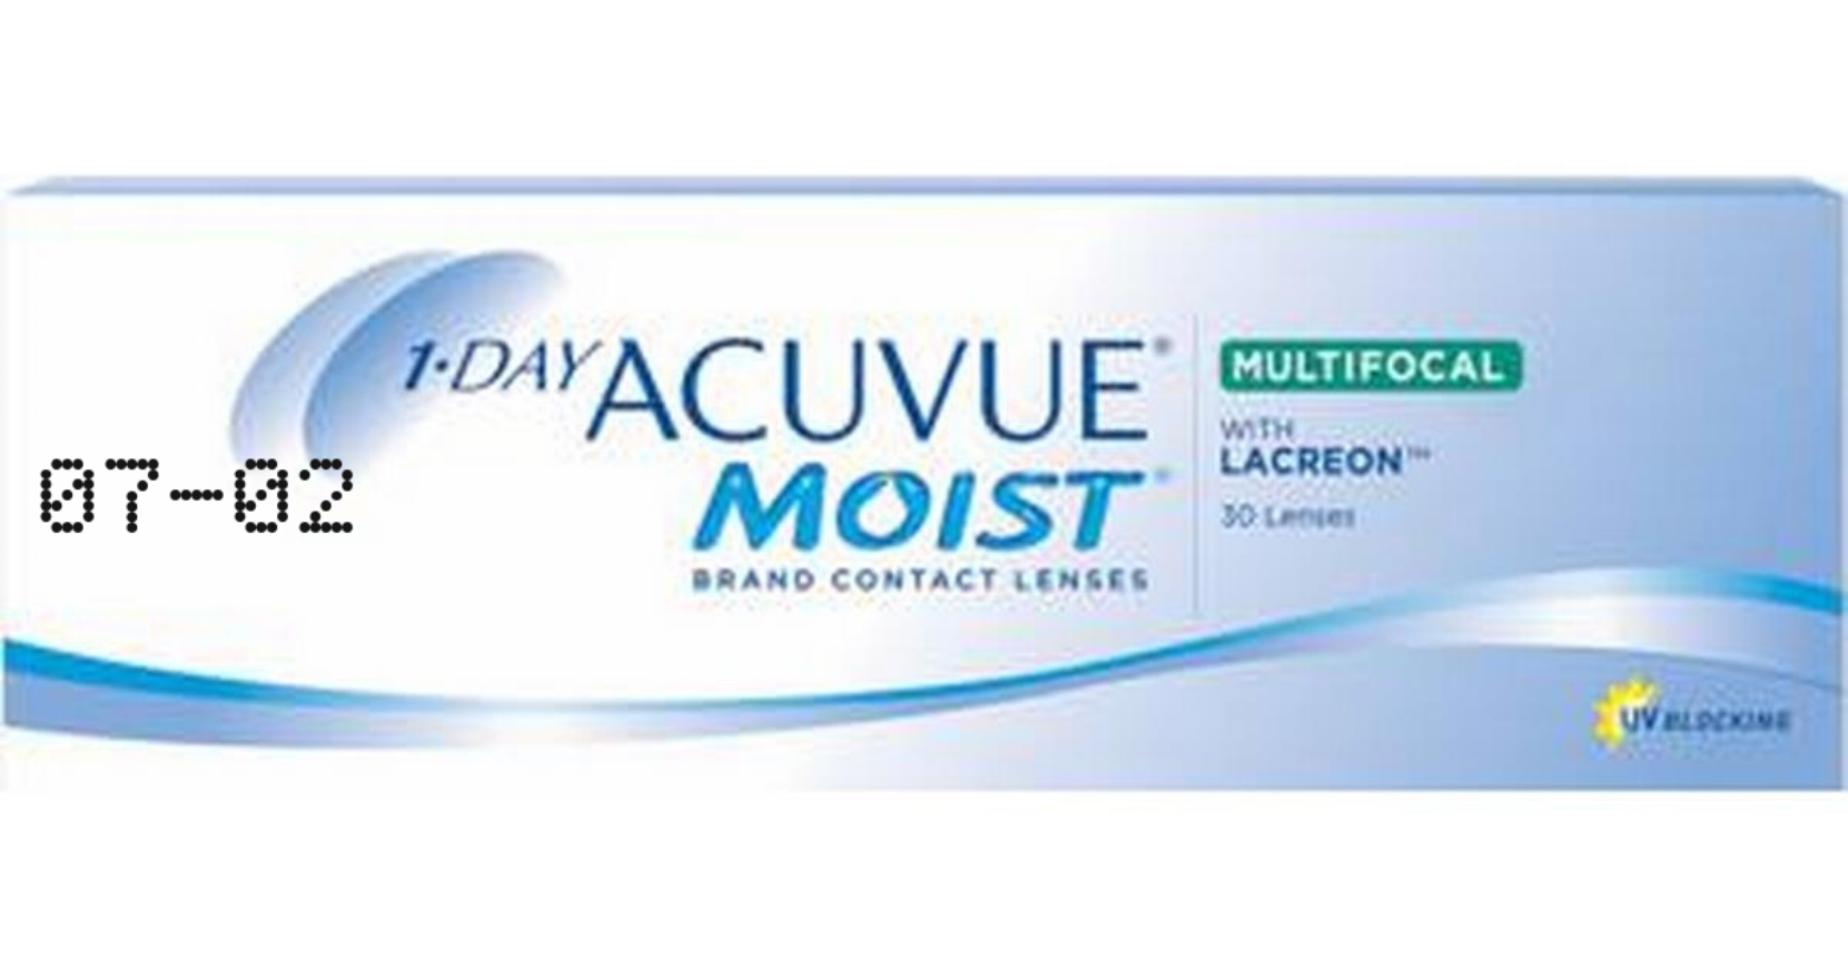 1·DAY ACUVUE®
MOIST®
BRAND CONTACT LENSES
MULTIFOCAL
WITH
LACREON™
30 Lenses
07-02
UV BLOCKING